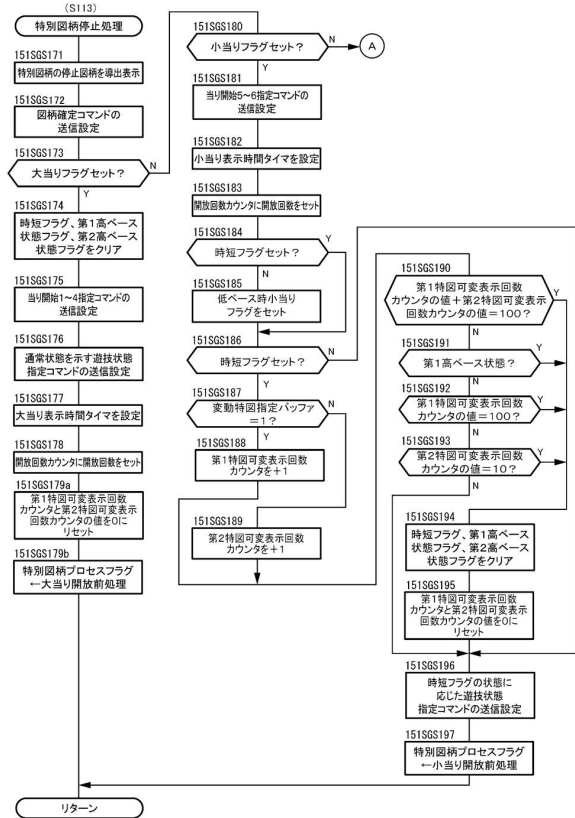 (S113)
特別図柄停止処理
151SGS171
特別図柄の停止図柄を導出表示
151SGS172
図柄確定コマンドの
送信設定
151SGS173
大当りフラグセット?
N
Y
151SGS174
時短フラグ、第1高ベース
状態フラグ、第2高ベース
状態フラグをクリア
151SGS175
当り開始1~4指定コマンドの
送信設定
151SGS176
通常状態を示す遊技状態
指定コマンドの送信設定
151SGS177
大当り表示時間タイマを設定
151SGS178
開放回数カウンタに開放回数をセット
151SGS179a
第1特図可変表示回数
カウンタと第2特図可変表示
回数カウンタの値を0に
リセット
151SGS179b
特別図柄プロセスフラグ
←大当り開放前処理
リターン
151SGS180
小当りフラグセット?
N
A
Y
151SGS181
当り開始5~6指定コマンドの
送信設定
151SGS182
小当り表示時間タイマを設定
151SGS183
開放回数カウンタに開放回数をセット
151SGS184
時短フラグセット?
Y
N
151SGS185
低ベース時小当り
フラグをセット
151SGS186
時短フラグセット?
N
Y
151SGS187
変動特図指定バッファ
=1?
N
Y
151SGS188
第1特図可変表示回数
カウンタを+1
151SGS189
第2特図可変表示回数
カウンタを+1
151SGS190
第1特図可変表示回数
カウンタの値+第2特図可変表示
回数カウンタの値=100?
Y
N
151SGS191
第1高ベース状態?
Y
N
151SGS192
第1特図可変表示回数
カウンタの値=100?
Y
N
151SGS193
第2特図可変表示回数
カウンタの値=10?
Y
N
151SGS194
時短フラグ、第1高ベース
状態フラグ、第2高ベース
状態フラグをクリア
151SGS195
第1特図可変表示回数
カウンタと第2特図可変表示
回数カウンタの値を0に
リセット
151SGS196
時短フラグの状態に
応じた遊技状態
指定コマンドの送信設定
151SGS197
特別図柄プロセスフラグ
←小当り開放前処理